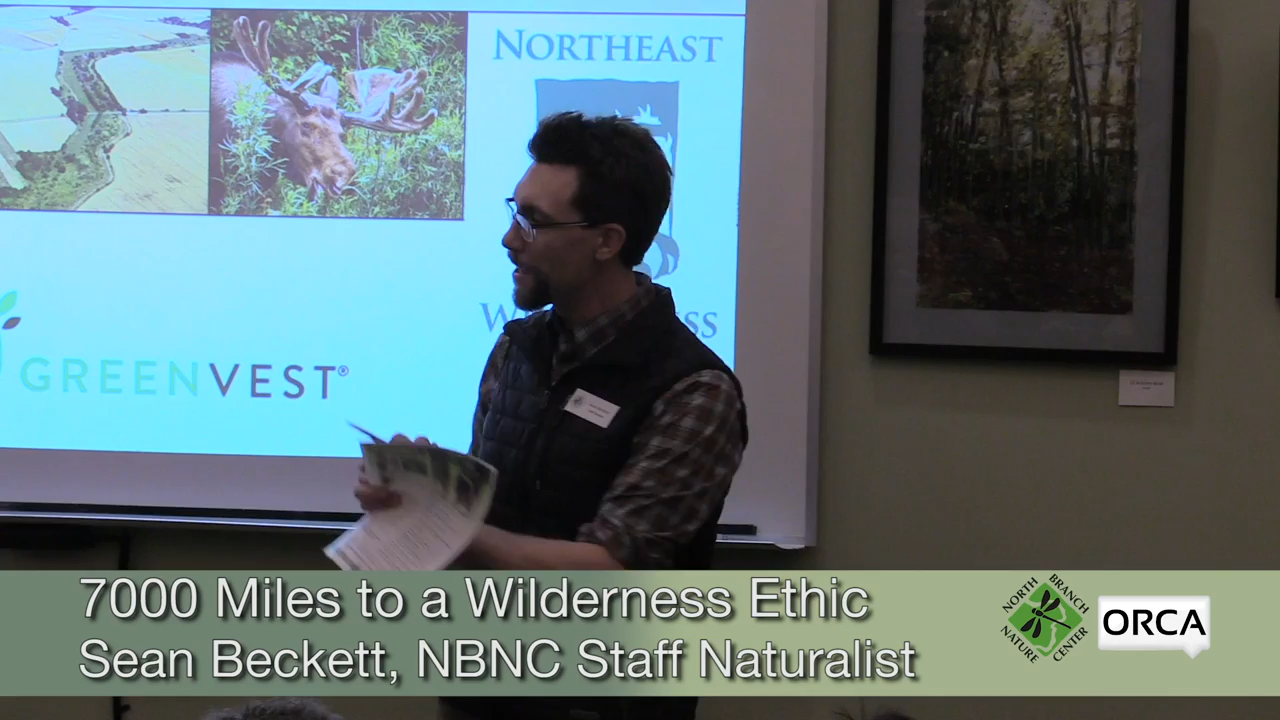 NORTHEAST
GREENVEST®
7000 Miles to a Wilderness Ethic
Sean Beckett, NBNC Staff Naturalist
NORTH BRANCH
NATURE CENTER
ORCA